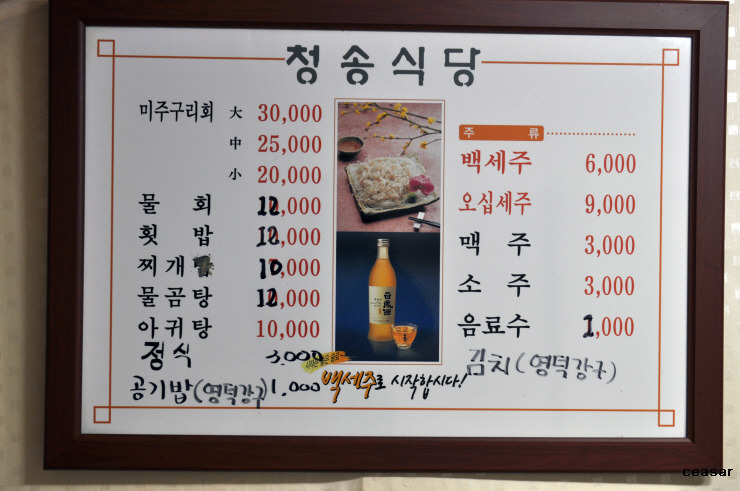 청송식당
미주구리회 大 30,000
中 25,000
小 20,000
물 회 12,000
횟 밥 12,000
찌개 10,000
물곰탕 12,000
아귀탕 10,000
정식 3,000
공기밥(영덕강구) 1,000
주 류
백세주 6,000
오십세주 9,000
맥 주 3,000
소 주 3,000
음료수 1,000
김치(영덕강구)
백세주로 시작합시다!
ceasar